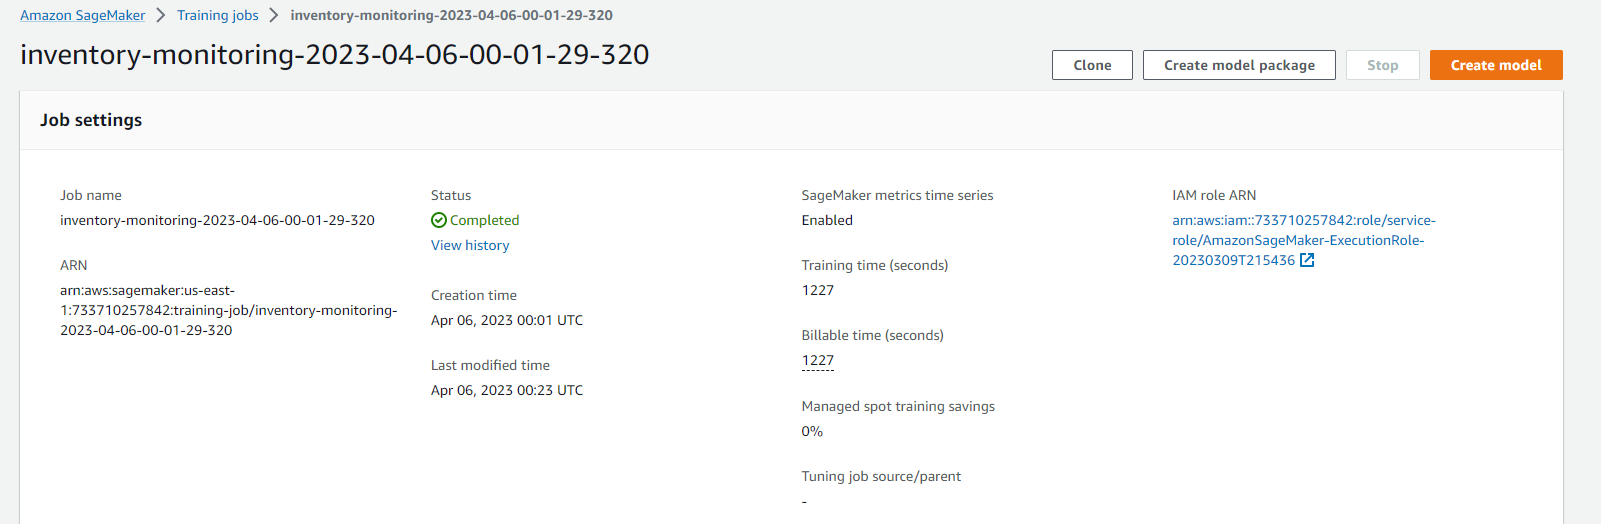 Amazon SageMaker > Training jobs > inventory-monitoring-2023-04-06-00-01-29-320
inventory-monitoring-2023-04-06-00-01-29-320
Clone
Create model package
Stop
Create model
Job settings
Job name
inventory-monitoring-2023-04-06-00-01-29-320
ARN
arn:aws:sagemaker:us-east-
1:733710257842:training-job/inventory-monitoring-
2023-04-06-00-01-29-320
Status
Completed
View history
Creation time
Apr 06, 2023 00:01 UTC
Last modified time
Apr 06, 2023 00:23 UTC
SageMaker metrics time series
Enabled
Training time (seconds)
1227
Billable time (seconds)
1227
Managed spot training savings
0%
Tuning job source/parent
-
IAM role ARN
arn:aws:iam::733710257842:role/service-
role/AmazonSageMaker-ExecutionRole-
20230309T215436